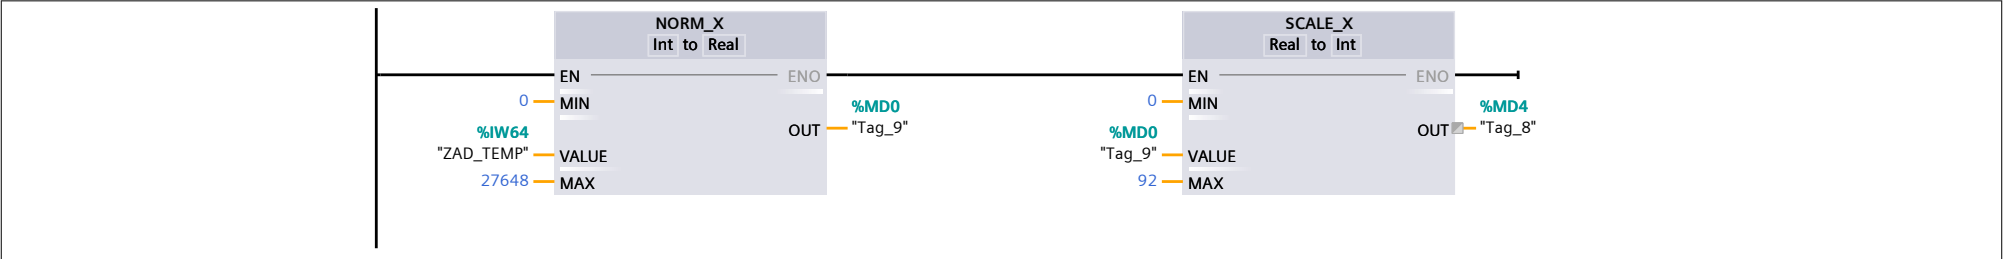 NORM_X
Int to Real
EN
ENO
0
MIN
%MD0
OUT
"Tag_9"
%IW64
"ZAD_TEMP"
VALUE
27648
MAX
SCALE_X
Real to Int
EN
ENO
0
MIN
%MD4
OUT
"Tag_8"
%MD0
"Tag_9"
VALUE
92
MAX